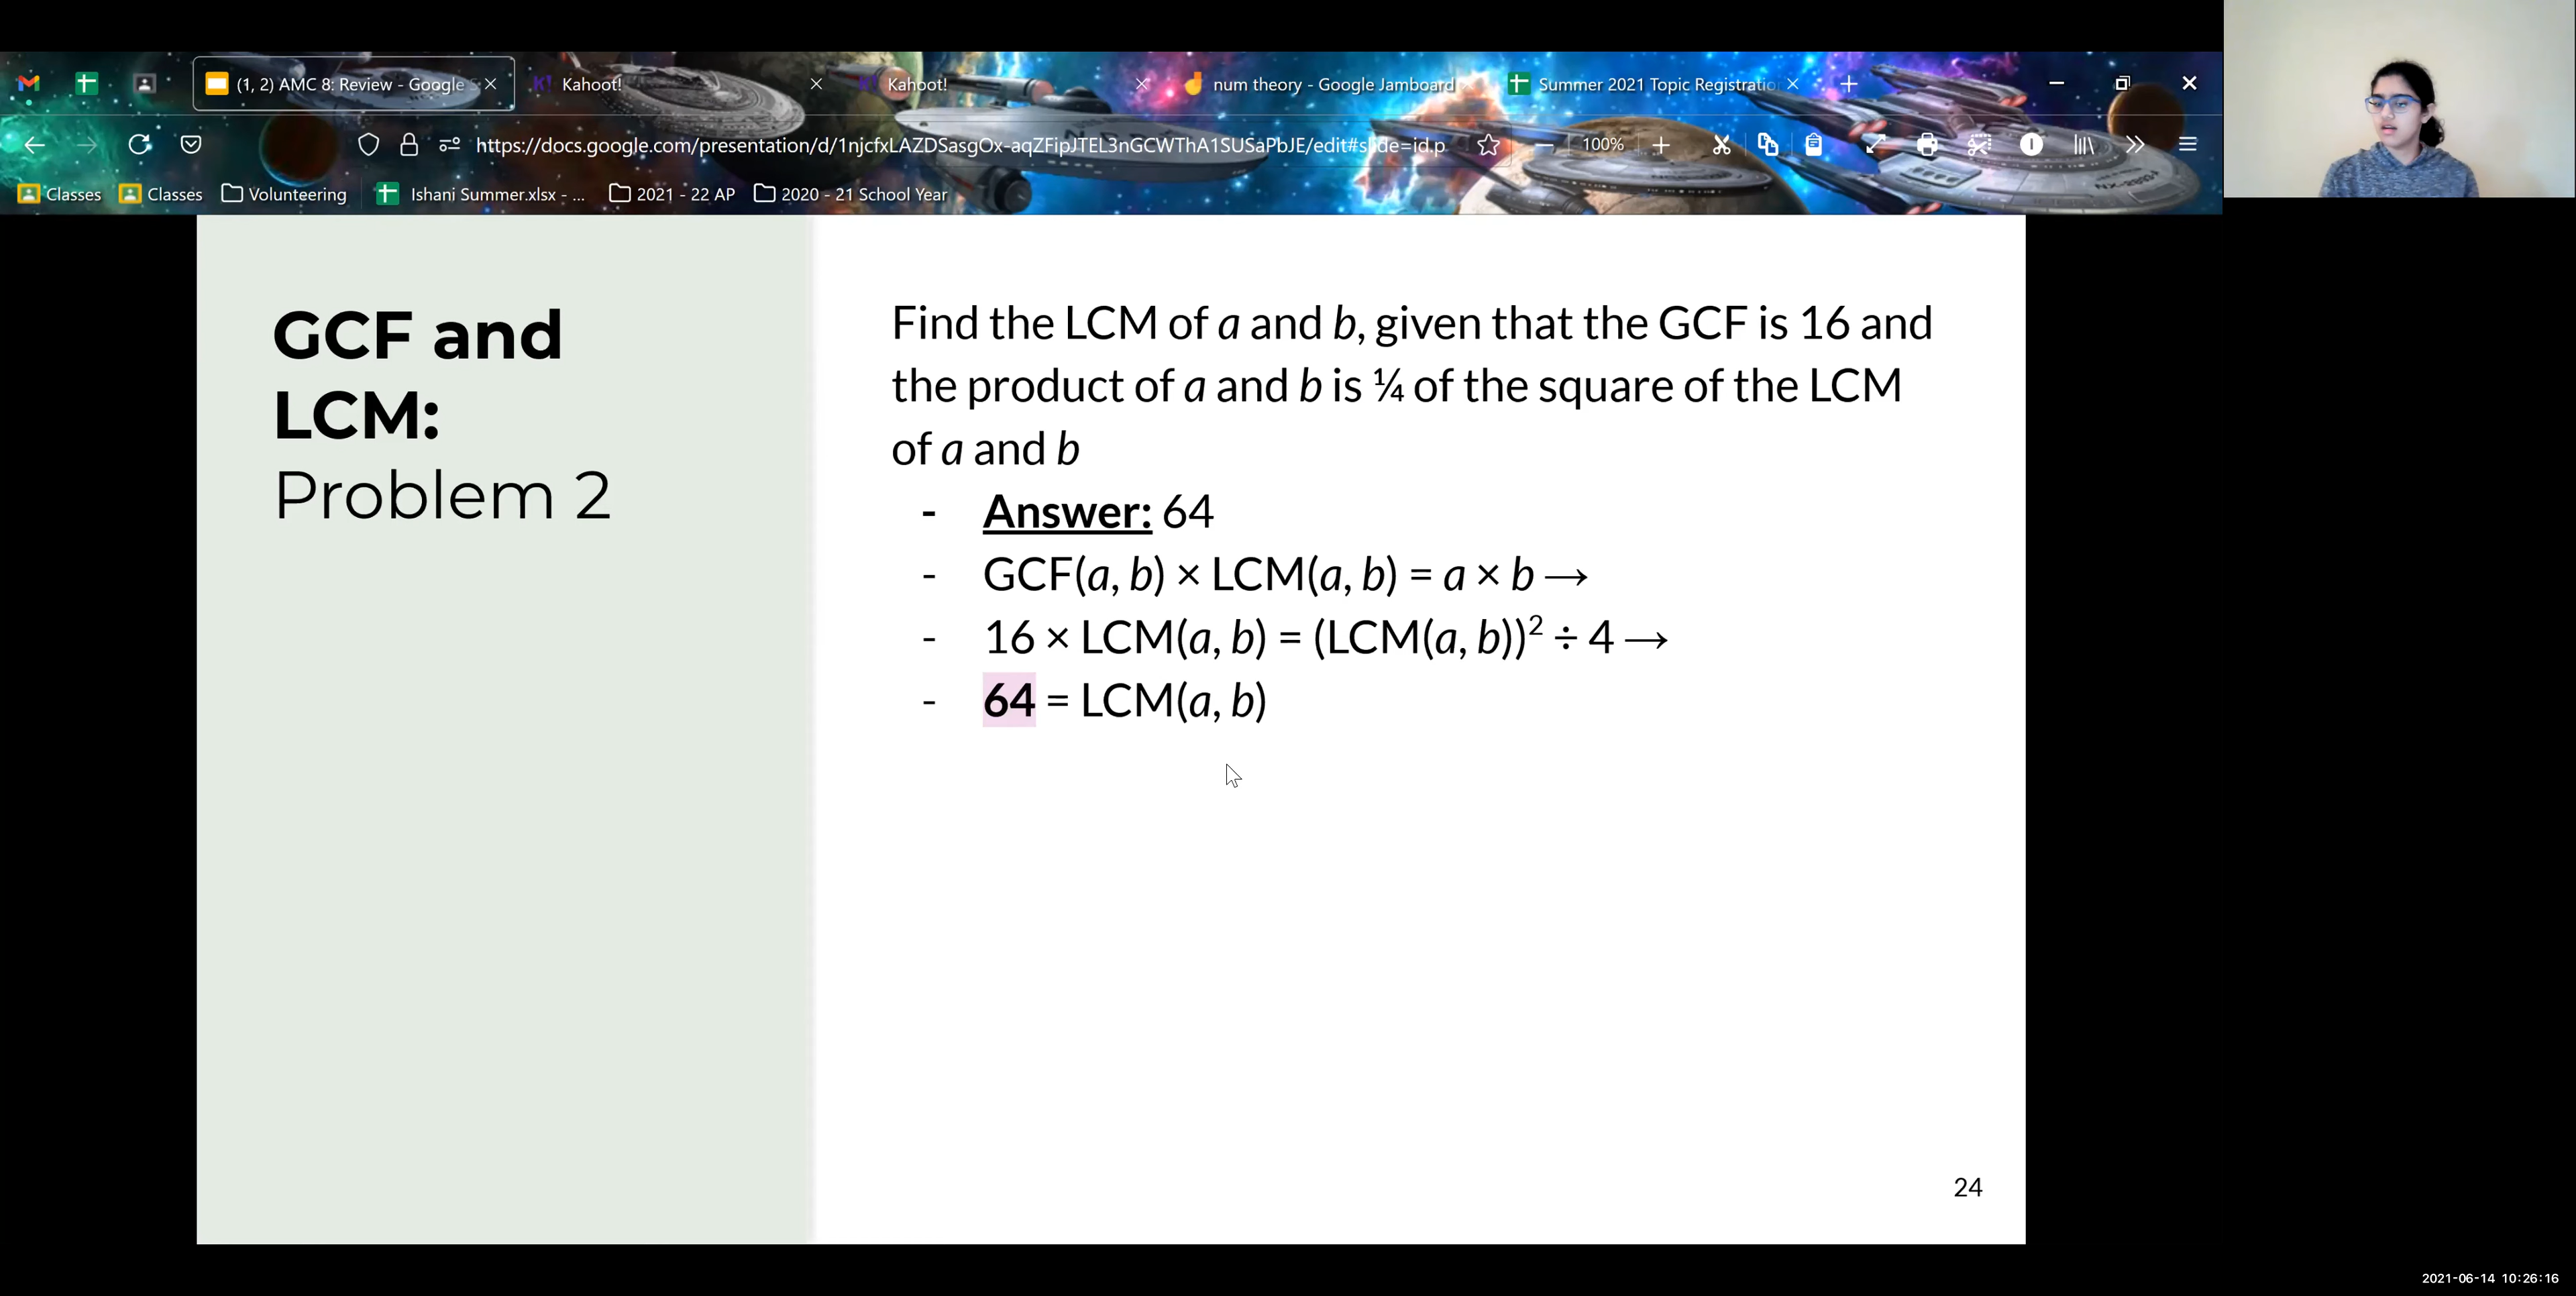 (1, 2) AMC 8: Review - Google
Kahoot!
Kahoot!
num theory - Google Jamboard
Summer 2021 Topic Registratio
https://docs.google.com/presentation/d/1njcfxLAZDSasgOx-aqZFipJTEL3nGCWThA1SUSaPbJE/edit#slide=id.p
100%
Classes
Classes
Volunteering
Ishani Summer.xlsx - ...
2021 - 22 AP
2020 - 21 School Year
GCF and
LCM:
Problem 2
Find the LCM of a and b, given that the GCF is 16 and
the product of a and b is ¼ of the square of the LCM
of a and b
- Answer: 64
- GCF(a, b) × LCM(a, b) = a × b →
- 16 × LCM(a, b) = (LCM(a, b))² ÷ 4 →
- 64 = LCM(a, b)
24
2021-06-14 10:26:16